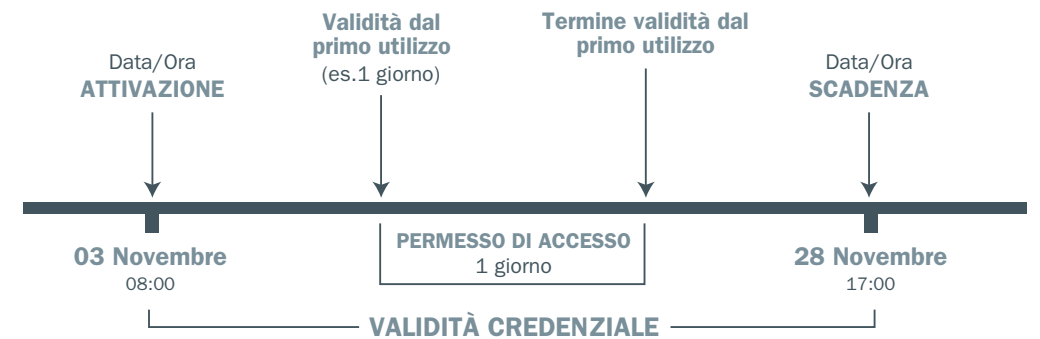 Data/Ora
ATTIVAZIONE
Validità dal
primo utilizzo
(es.1 giorno)
Termine validità dal
primo utilizzo
Data/Ora
SCADENZA
03 Novembre
08:00
PERMESSO DI ACCESSO
1 giorno
28 Novembre
17:00
VALIDITÀ CREDENZIALE